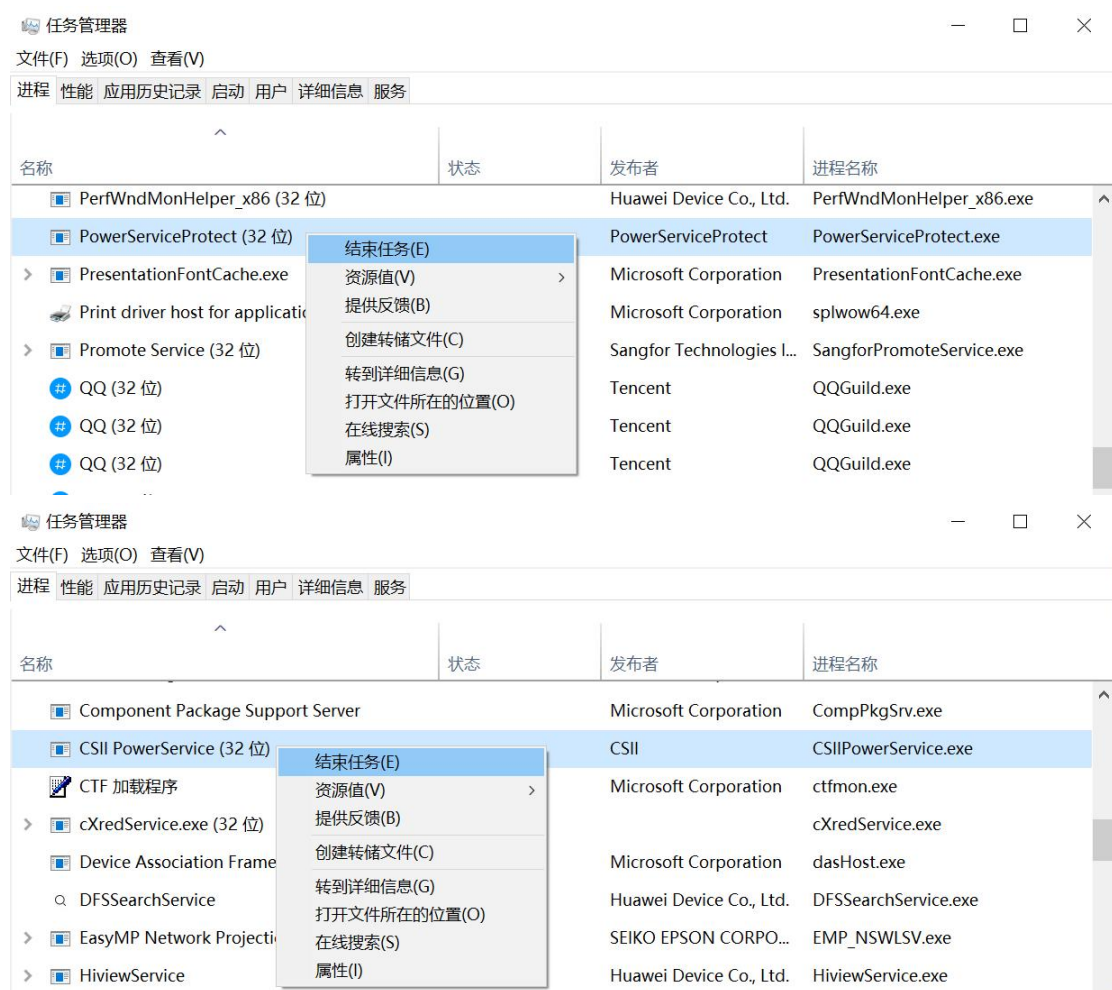 任务管理器
文件(F) 选项(O) 查看(V)
进程 性能 应用历史记录 启动 用户 详细信息 服务
名称 状态 发布者 进程名称
PerfWndMonHelper_x86 (32 位) Huawei Device Co., Ltd. PerfWndMonHelper_x86.exe
PowerServiceProtect (32 位) PowerServiceProtect PowerServiceProtect.exe
结束任务(E)
PresentationFontCache.exe 资源值(V) Microsoft Corporation PresentationFontCache.exe
提供反馈(B)
Print driver host for applicatio Microsoft Corporation splwow64.exe
创建转储文件(C)
Promote Service (32 位) Sangfor Technologies I... SangforPromoteService.exe
转到详细信息(G)
QQ (32 位) Tencent QQGuild.exe
打开文件所在的位置(O)
QQ (32 位) 在线搜索(S) Tencent QQGuild.exe
QQ (32 位) 属性(I) Tencent QQGuild.exe
任务管理器
文件(F) 选项(O) 查看(V)
进程 性能 应用历史记录 启动 用户 详细信息 服务
名称 状态 发布者 进程名称
Component Package Support Server Microsoft Corporation CompPkgSrv.exe
CSII PowerService (32 位) CSII CSIIPowerService.exe
结束任务(E)
CTF 加载程序 资源值(V) Microsoft Corporation ctfmon.exe
提供反馈(B)
cXredService.exe (32 位) cXredService.exe
创建转储文件(C)
Device Association Frame Microsoft Corporation dasHost.exe
转到详细信息(G)
DFSSearchService Huawei Device Co., Ltd. DFSSearchService.exe
打开文件所在的位置(O)
EasyMP Network Projecti 在线搜索(S) SEIKO EPSON CORPO... EMP_NSWLSV.exe
HiviewService 属性(I) Huawei Device Co., Ltd. HiviewService.exe